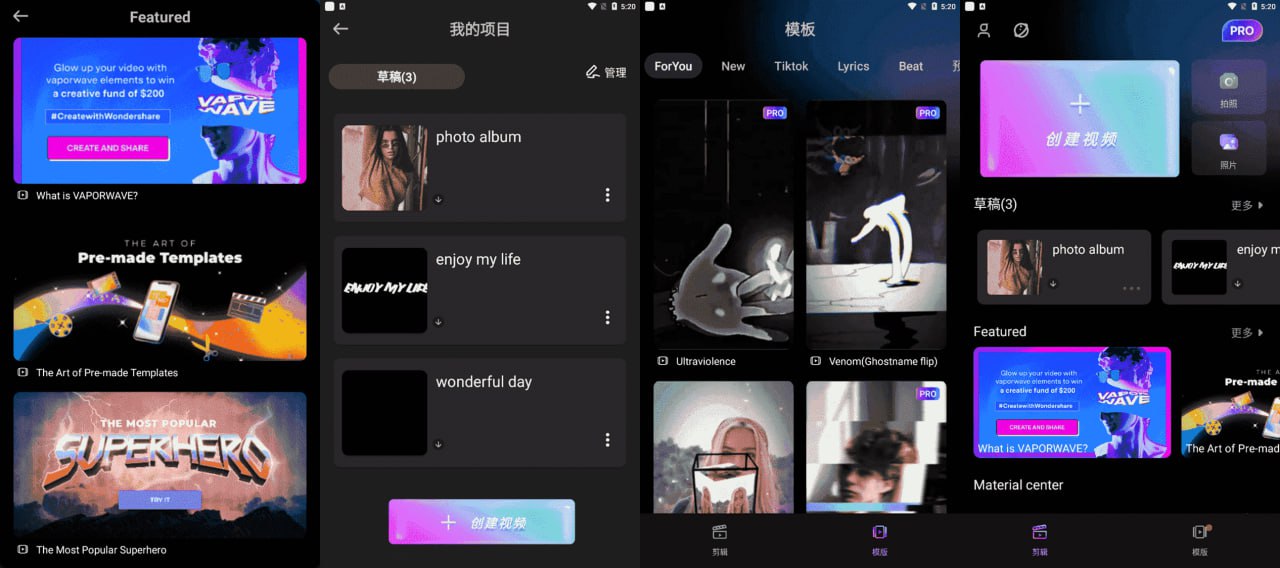 Featured
Glow up your video with
vaporwave elements to win
a creative fund of $200
#CreatewithWondershare
CREATE AND SHARE
VAPOR
WAVE
What is VAPORWAVE?
THE ART OF
Pre-made Templates
The Art of Pre-made Templates
THE MOST POPULAR
SUPERHERO
TRY IT
The Most Popular Superhero
5:20
我的项目
草稿(3)
管理
photo album
ENJOY MY LIFE
enjoy my life
wonderful day
创建视频
5:20
模板
ForYou
New
Tiktok
Lyrics
Beat
PRO
PRO
Ultraviolence
Venom(Ghostname flip)
PRO
剪辑
模版
5:20
PRO
创建视频
拍照
照片
草稿(3)
更多
photo album
ENJOY MY LIFE
enjoy m
Featured
更多
Glow up your video with
vaporwave elements to win
a creative fund of $200
#CreatewithWondershare
CREATE AND SHARE
VAPOR
WAVE
What is VAPORWAVE?
THE A
Pre-made
The Art of Pre-mad
Material center
剪辑
模版